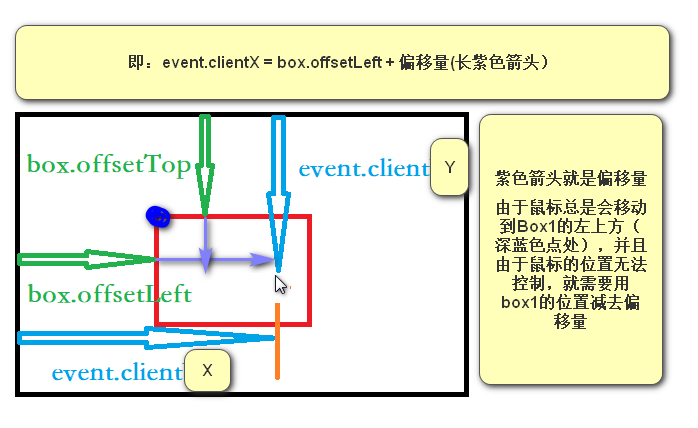 即：event.clientX = box.offsetLeft + 偏移量(长紫色箭头）
box.offsetTop
event.client
Y
box.offsetLeft
event.client
X
紫色箭头就是偏移量
由于鼠标总是会移动
到Box1的左上方（
深蓝色点处），并且
由于鼠标的位置无法
控制，就需要用
box1的位置减去偏
移量